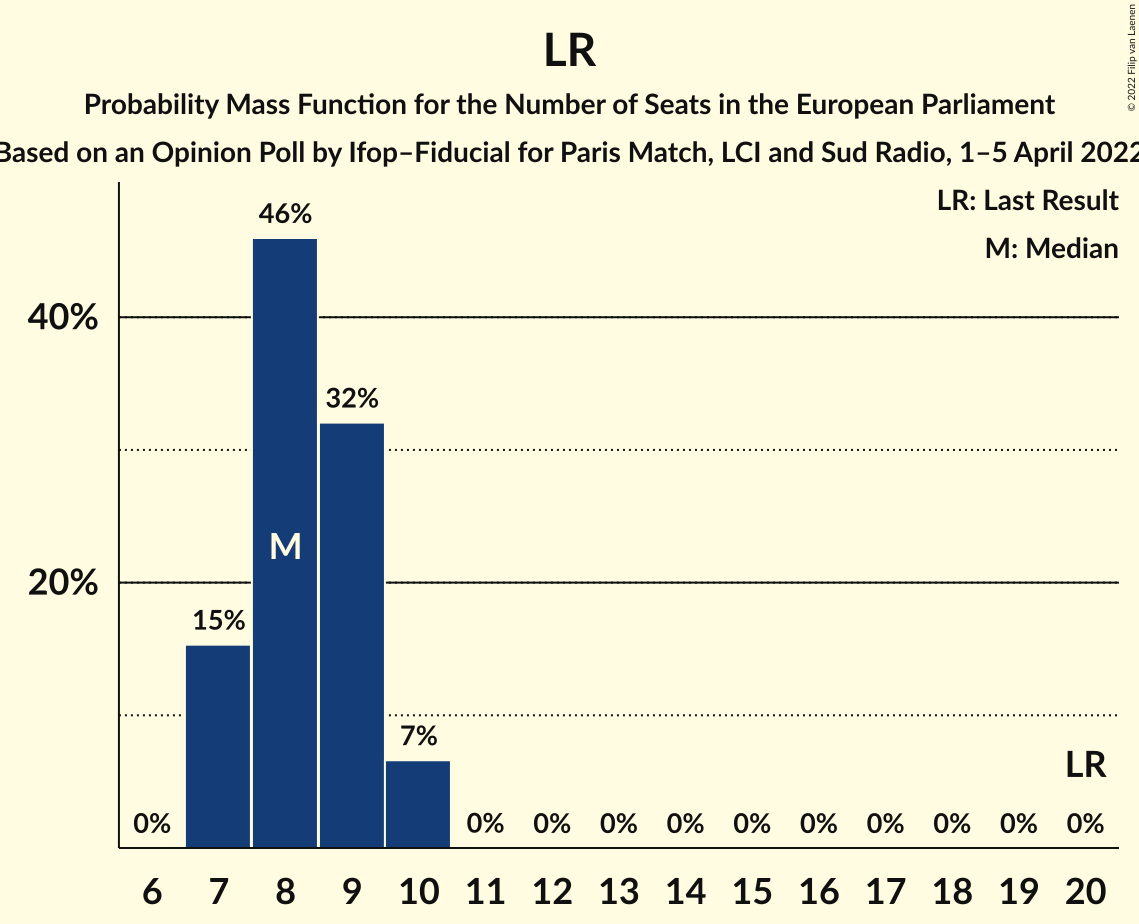 LR
Probability Mass Function for the Number of Seats in the European Parliament
Based on an Opinion Poll by Ifop–Fiducial for Paris Match, LCI and Sud Radio, 1–5 April 2022
© 2022 Filip van Laenen
LR: Last Result
M: Median
46%
40%
32%
M
20%
15%
7%
LR
0% 0% 0% 0% 0% 0% 0% 0% 0% 0% 0%
6 7 8 9 10 11 12 13 14 15 16 17 18 19 20